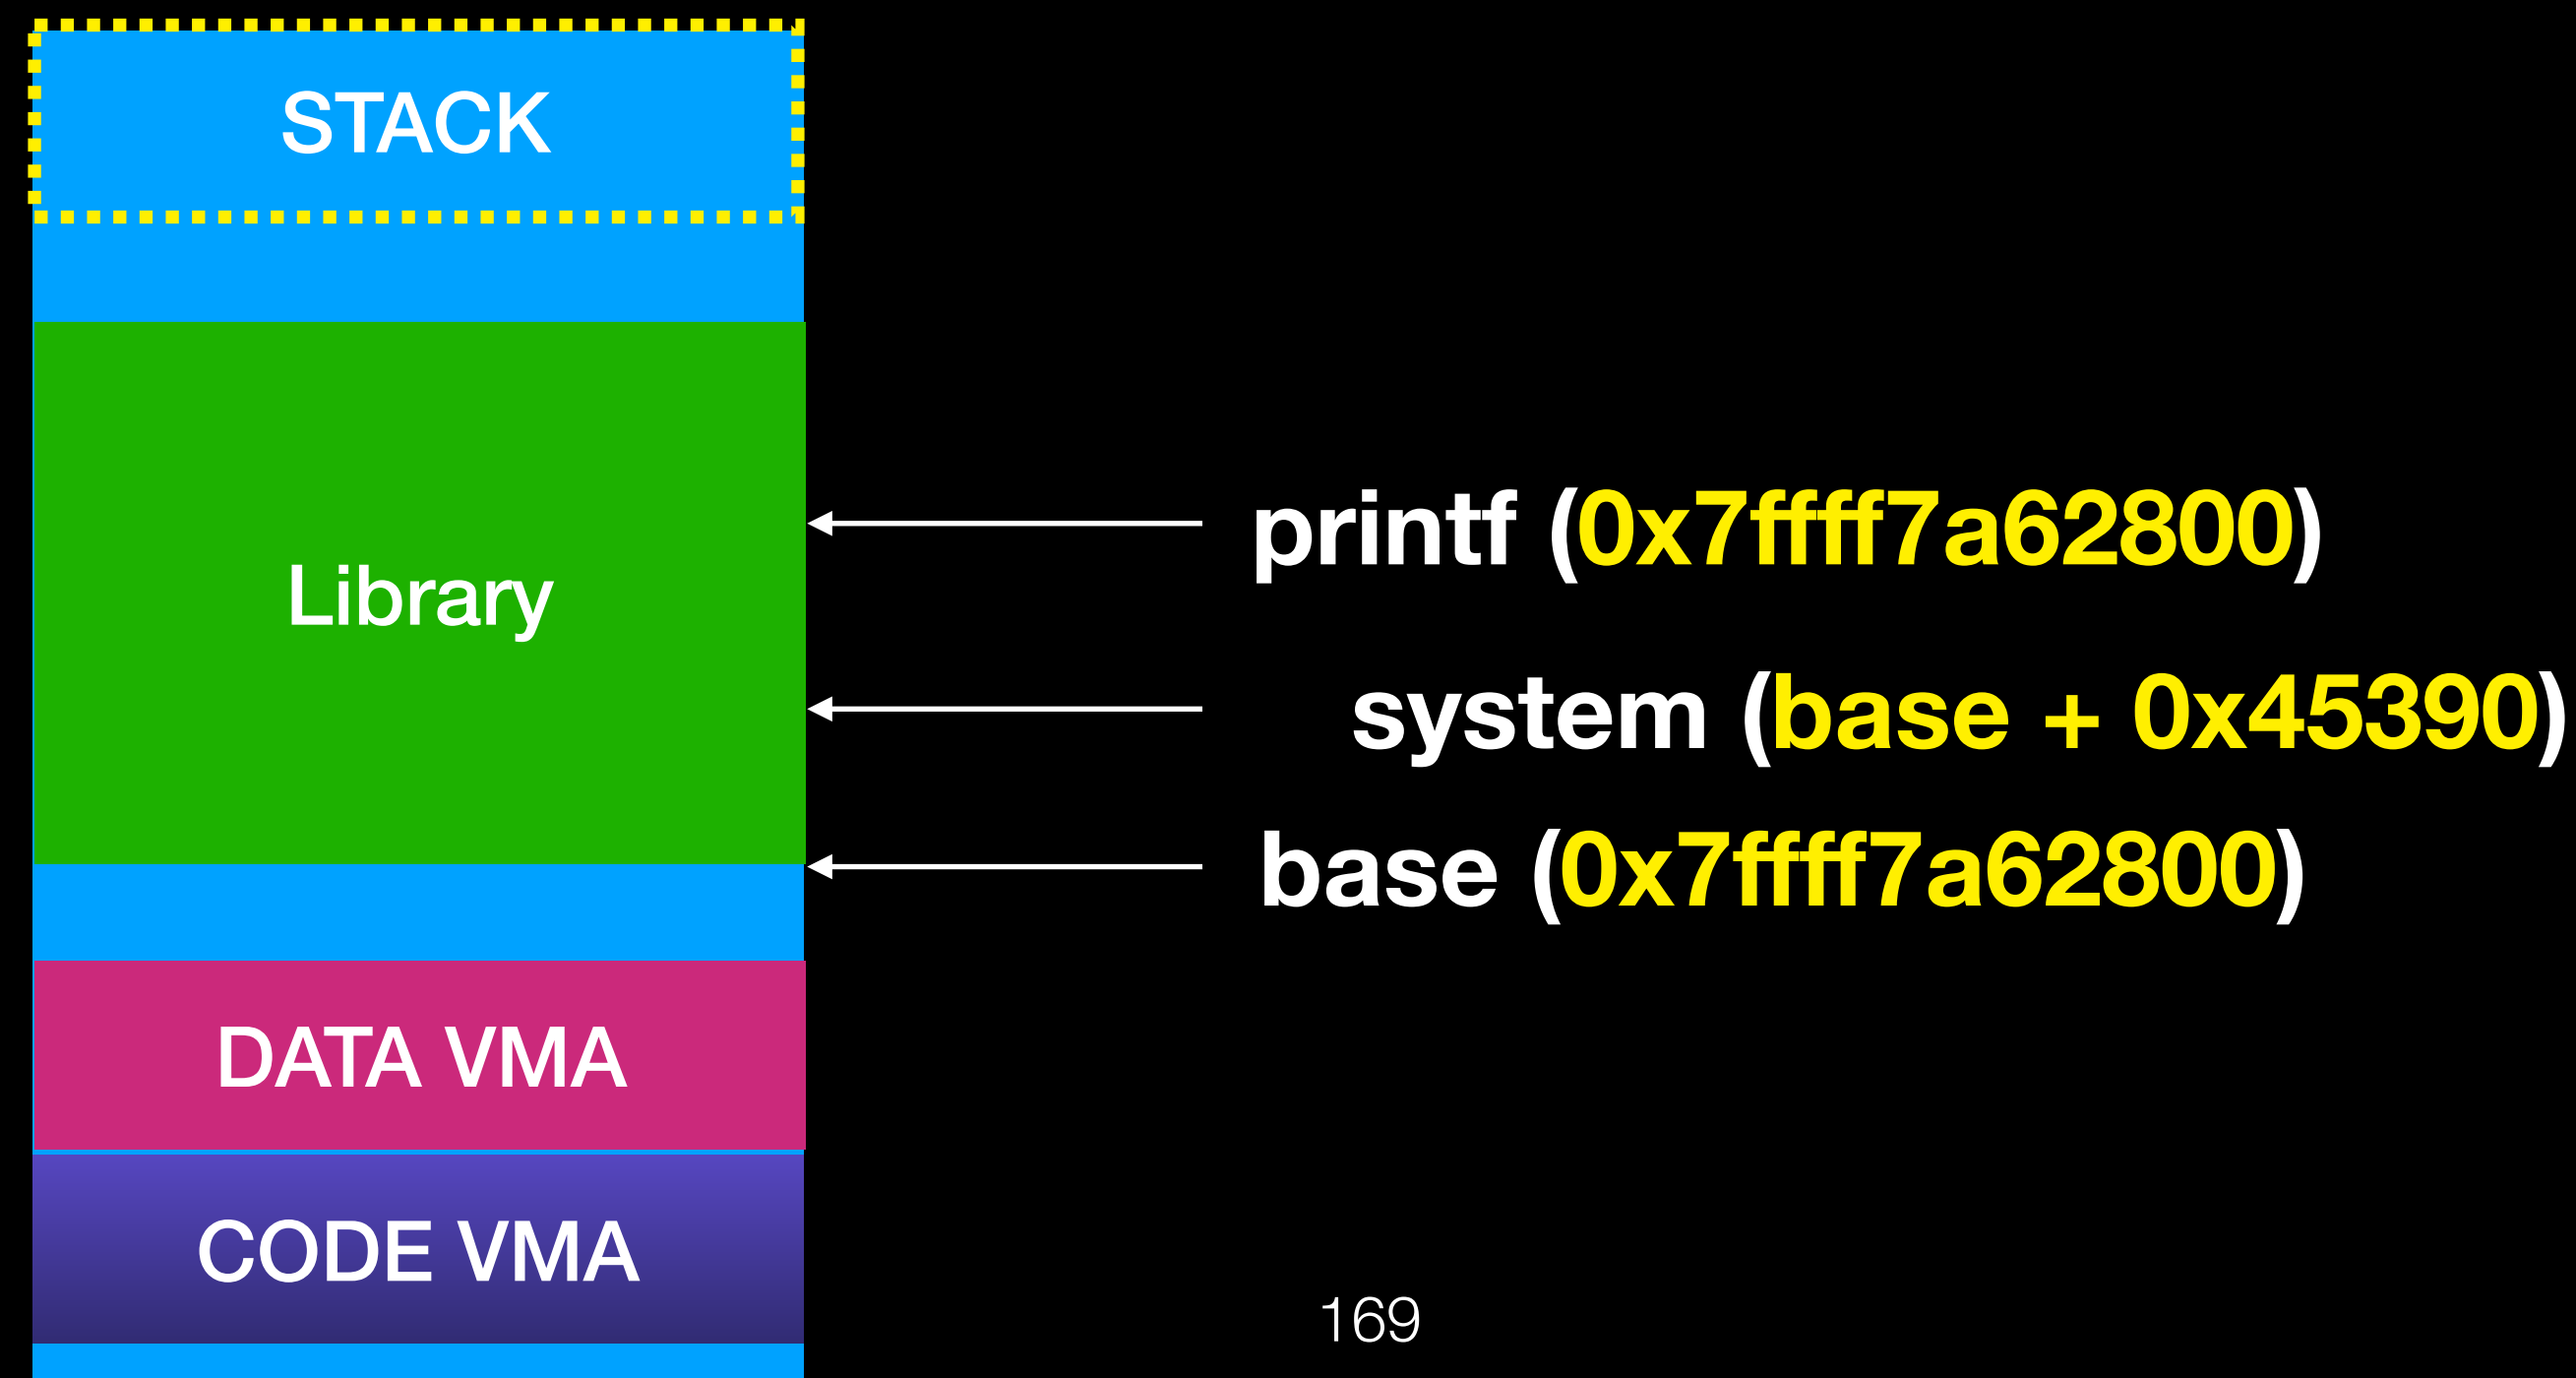 STACK
Library
printf (0x7ffff7a62800)
system (base + 0x45390)
base (0x7ffff7a62800)
DATA VMA
CODE VMA
169